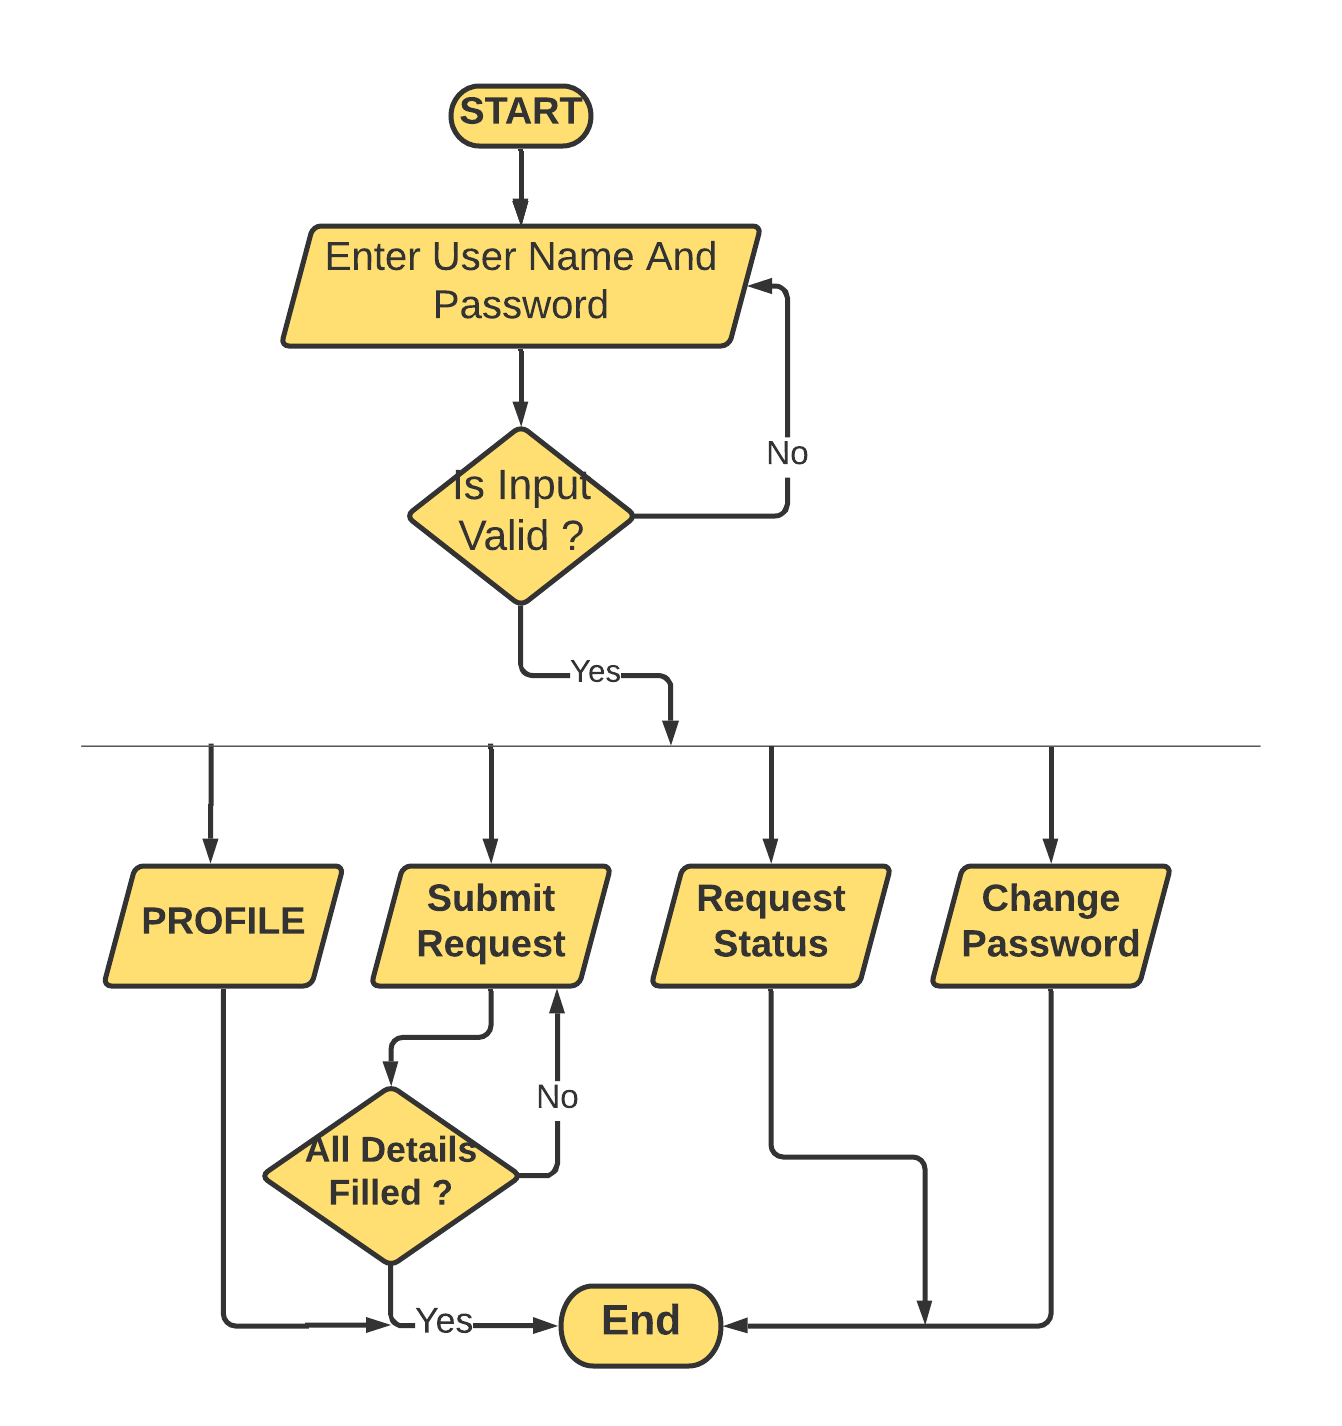 START
Enter User Name And
Password
No
Is Input
Valid ?
Yes
PROFILE
Submit
Request
Request
Status
Change
Password
No
All Details
Filled ?
Yes
End